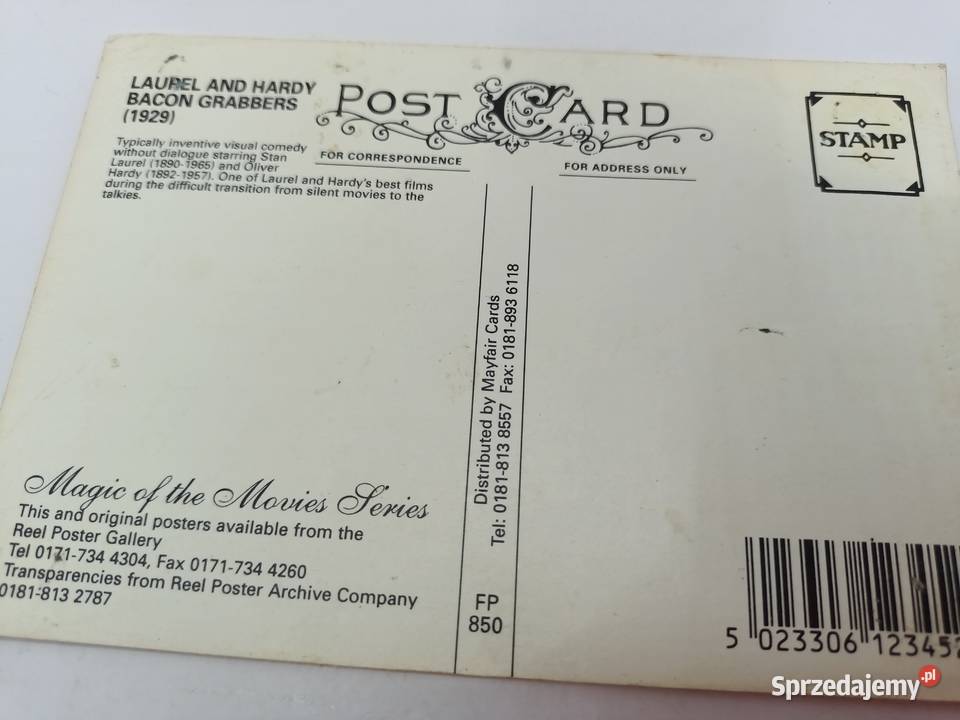 LAUREL AND HARDY
BACON GRABBERS
(1929)
Typically inventive visual comedy
without dialogue starring Stan
Laurel (1890-1965) and Oliver
Hardy (1892-1957). One of Laurel and Hardy's best films
during the difficult transition from silent movies to the
talkies.
POST CARD
FOR CORRESPONDENCE
FOR ADDRESS ONLY
STAMP
Distributed by Mayfair Cards
Tel: 0181-813 8557 Fax: 0181-893 6118
Magic of the Movies Series
This and original posters available from the
Reel Poster Gallery
Tel 0171-734 4304, Fax 0171-734 4260
Transparencies from Reel Poster Archive Company
0181-813 2787
FP
850
5 023306 123452
Sprzedajemy.pl